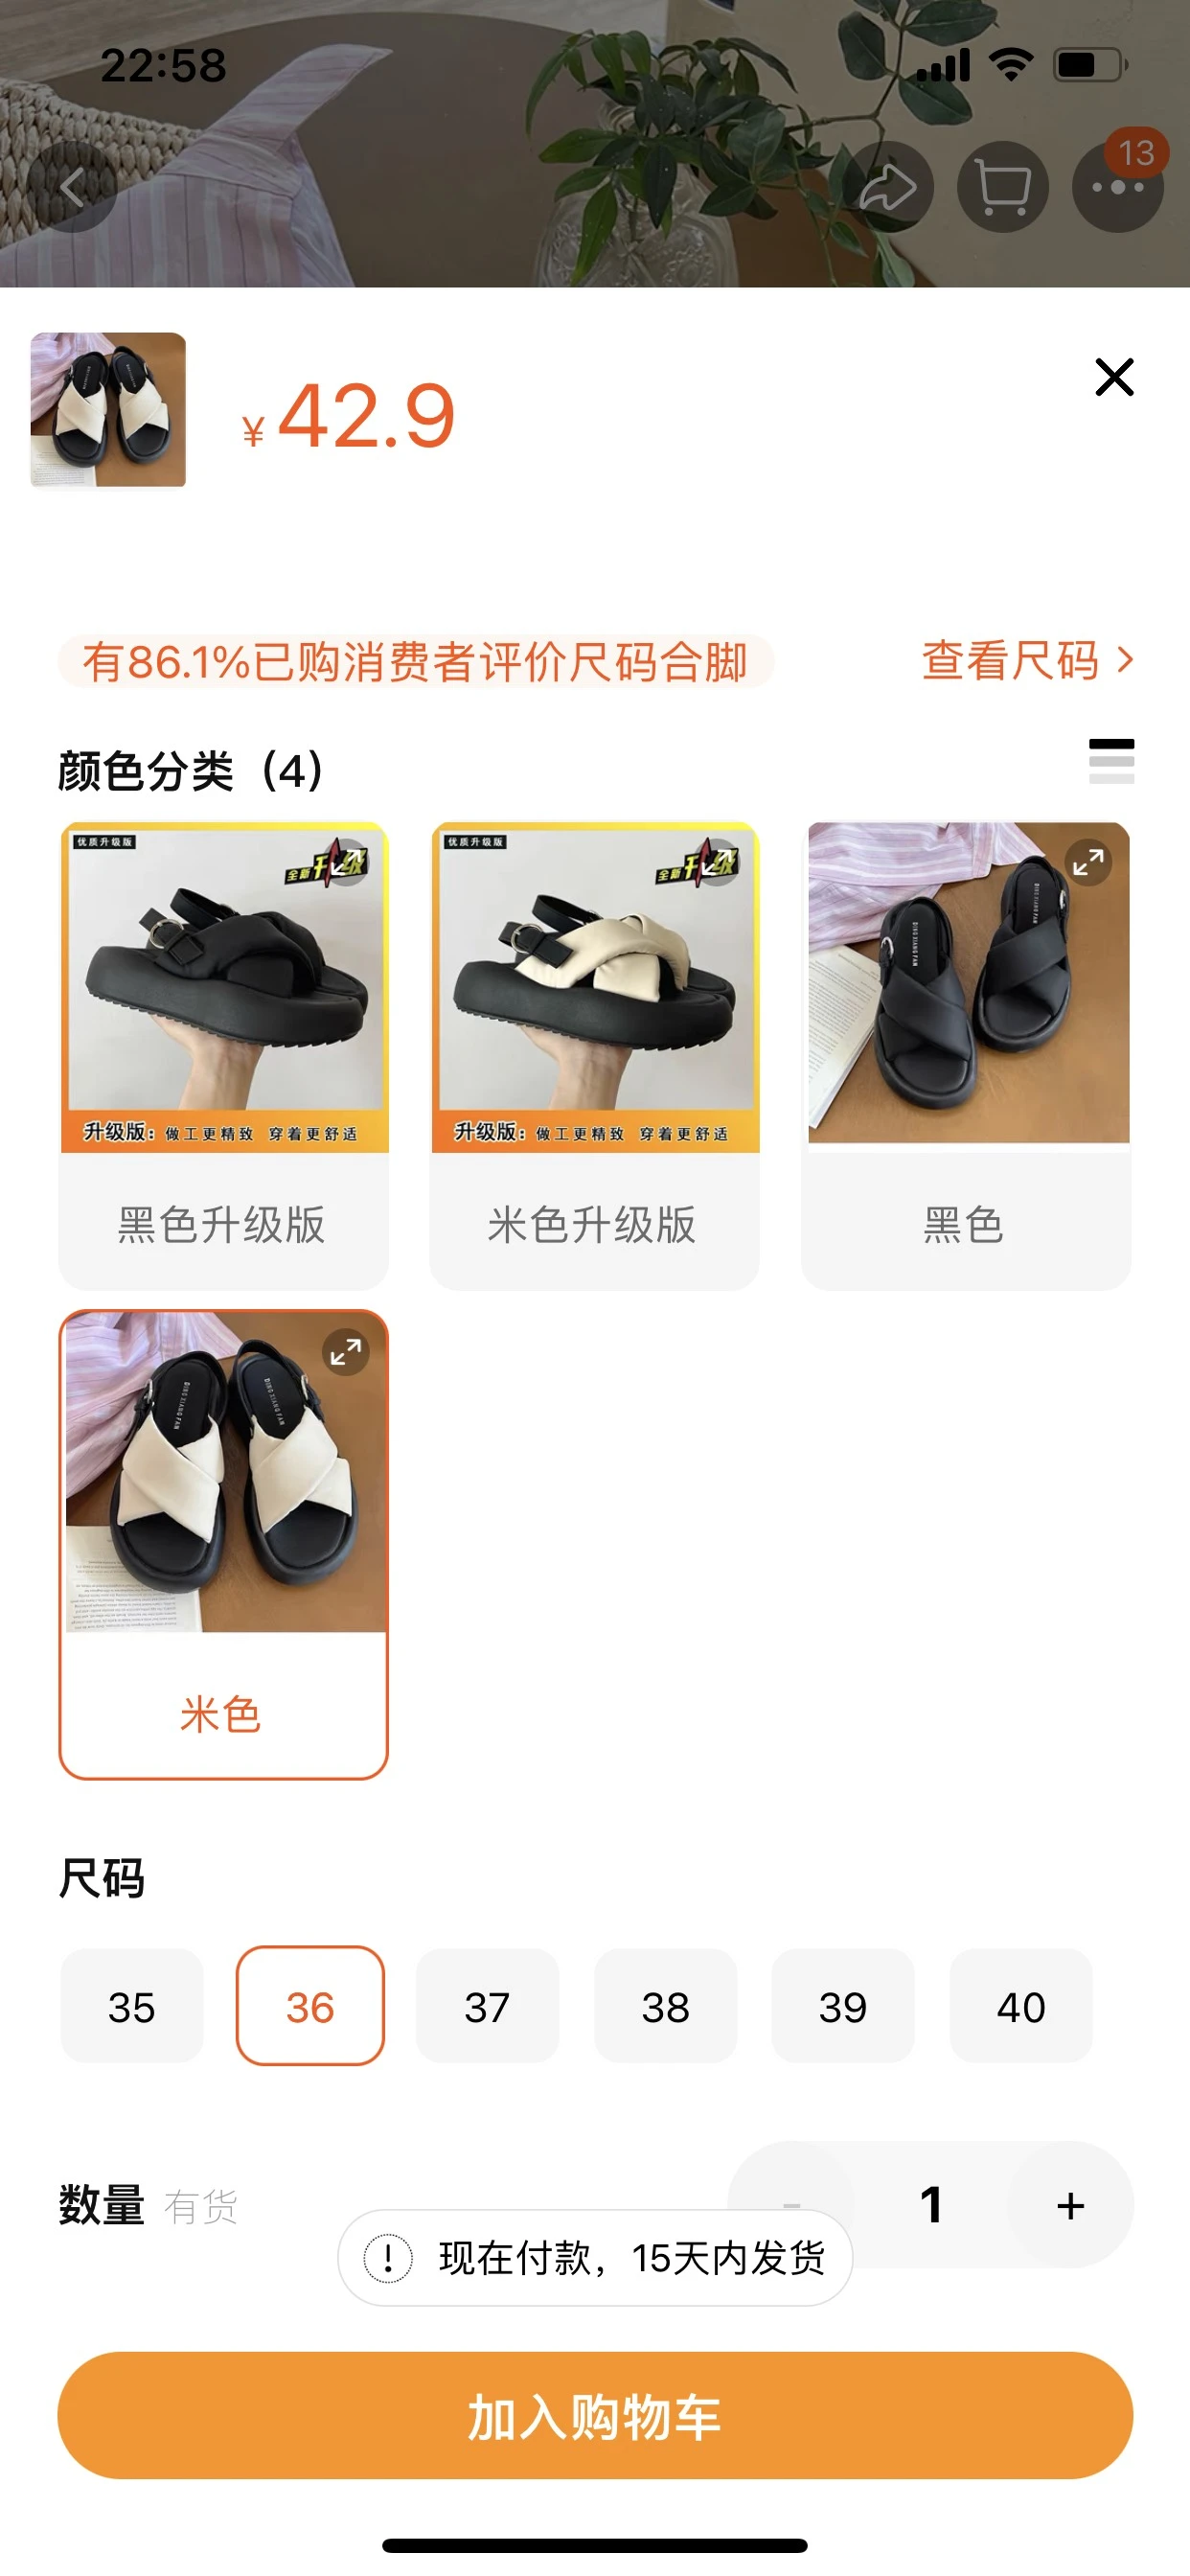 22:58
13
¥42.9
有86.1%已购消费者评价尺码合脚
查看尺码 >
颜色分类（4）
优质升级版
全新升级
升级版：做工更精致 穿着更舒适
黑色升级版
优质升级版
全新升级
升级版：做工更精致 穿着更舒适
米色升级版
DINGXIANGFAN
DINGXIANGFAN
黑色
DINGXIANGFAN
DINGXIANGFAN
米色
尺码
35
36
37
38
39
40
数量 有货
- 1 +
现在付款，15天内发货
加入购物车